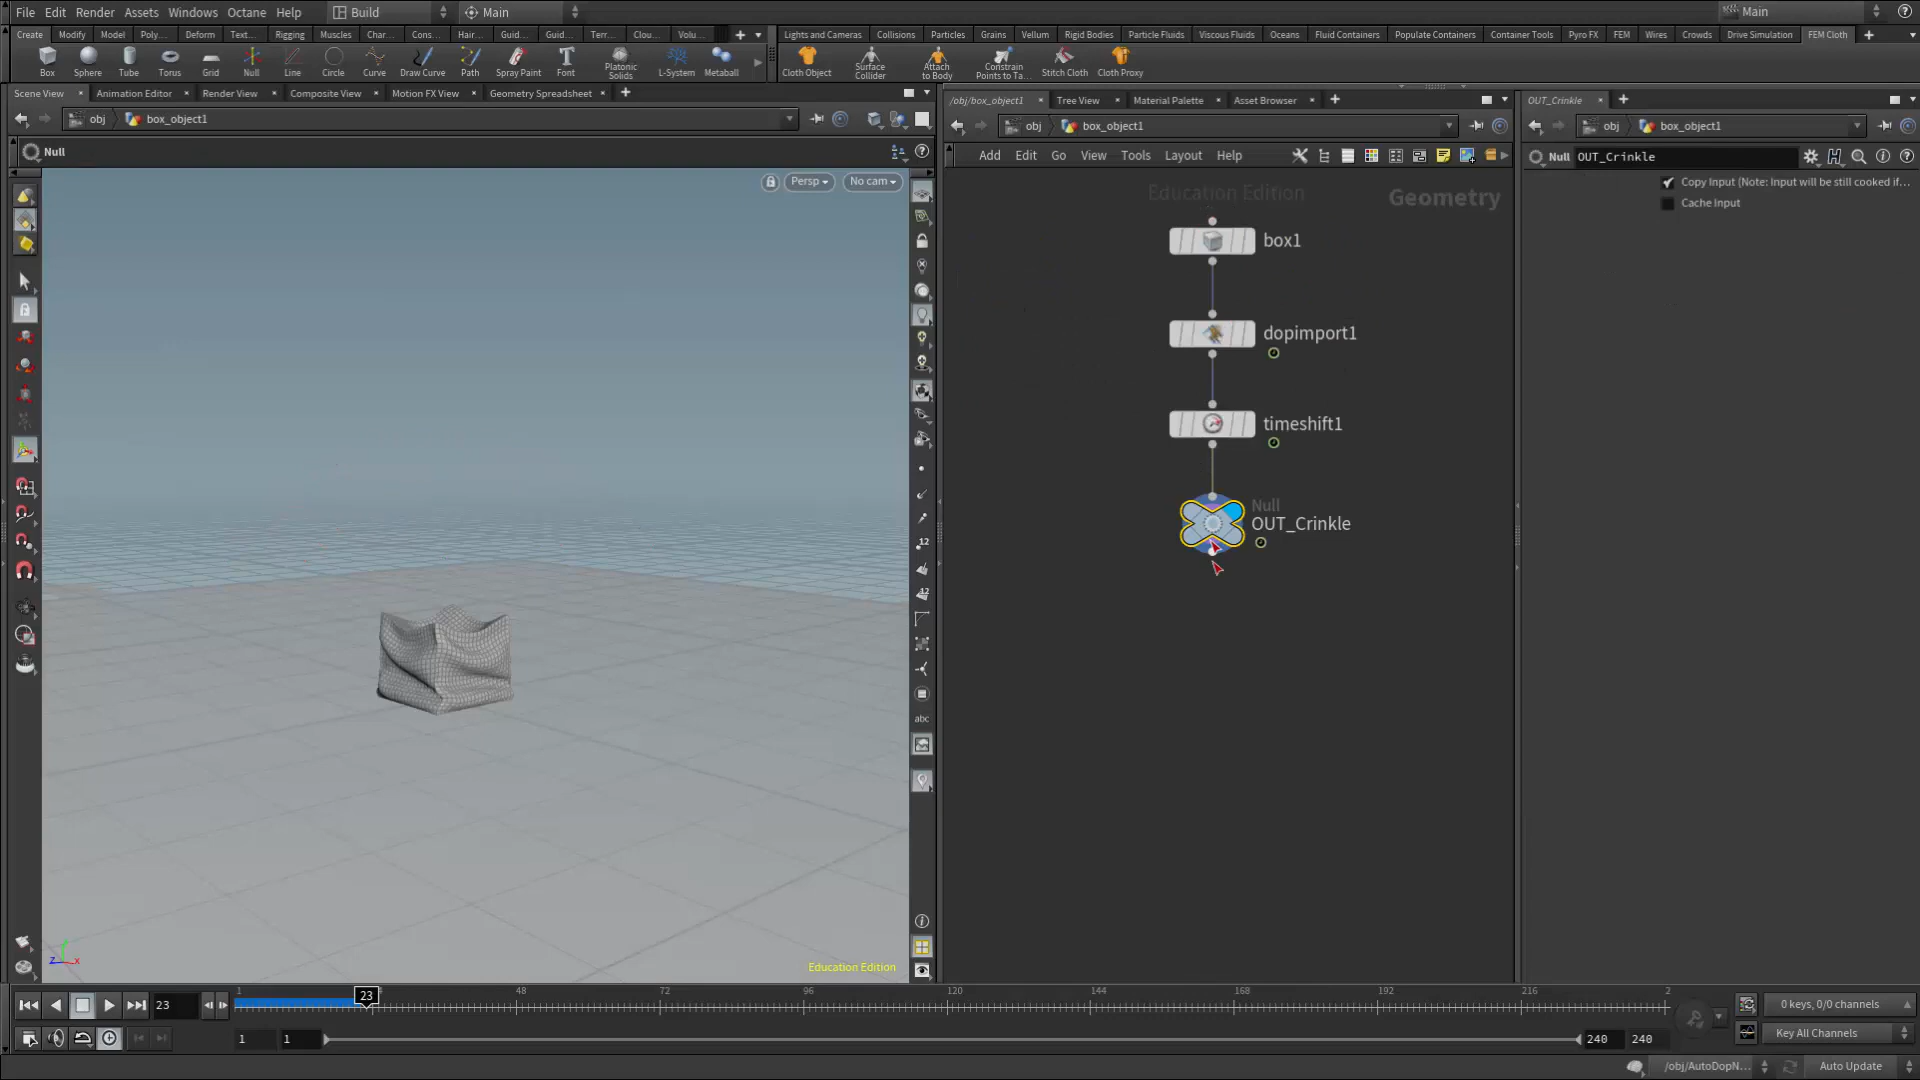 File Edit Render Assets Windows Octane Help Build Main Main
Create Modify Model Poly... Deform Text... Rigging Muscles Char... Cons... Hair... Guid... Guid... Terr... Clou... Volu...
Lights and Cameras Collisions Particles Grains Vellum Rigid Bodies Particle Fluids Viscous Fluids Oceans Fluid Containers Populate Containers Container Tools Pyro FX FEM Wires Crowds Drive Simulation FEM Cloth
Box Sphere Tube Torus Grid Null Line Circle Curve Draw Curve Path Spray Paint Font Platonic Solids L-System Metaball
Cloth Object Surface Collider Attach to Body Constrain Points to Ta... Stitch Cloth Cloth Proxy
Scene View Animation Editor Render View Composite View Motion FX View Geometry Spreadsheet
/obj/box_object1 Tree View Material Palette Asset Browser
OUT_Crinkle
obj box_object1
obj box_object1
obj box_object1
Null
Add Edit Go View Tools Layout Help
Null OUT_Crinkle
Persp No cam
Copy Input (Note: Input will be still cooked if...
Cache Input
Education Edition
Geometry
box1
dopimport1
timeshift1
Null
OUT_Crinkle
12
12
abc
z x
Education Edition
23
1 23 48 72 96 120 144 168 192 216 2
0 keys, 0/0 channels
1 1 240 240
Key All Channels
/obj/AutoDopN... Auto Update